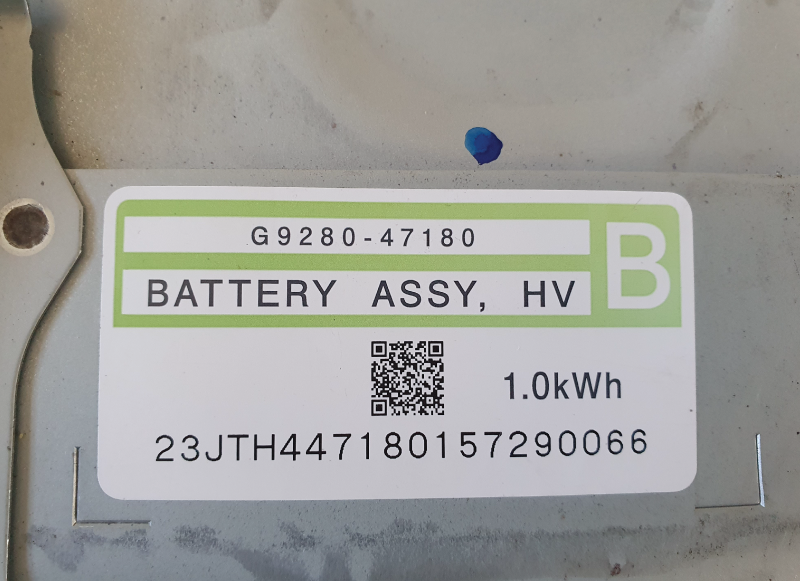 G9280-47180
B
BATTERY ASSY, HV
1.0kWh
23JTH447180157290066